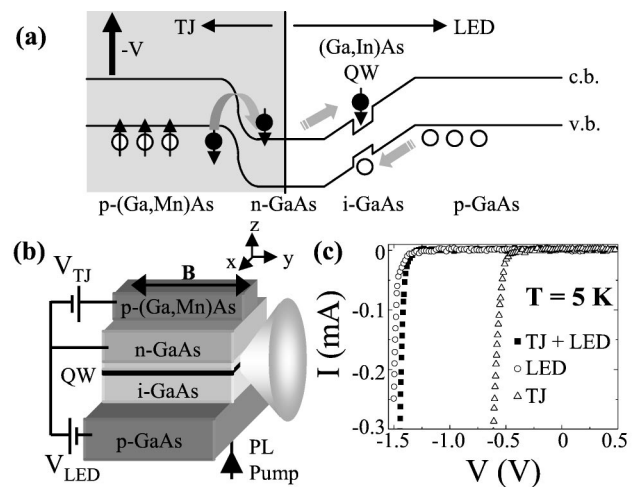 (a)
TJ
LED
-V
(Ga,In)As
QW
c.b.
v.b.
p-(Ga,Mn)As
n-GaAs
i-GaAs
p-GaAs
(b)
z
x
y
V_TJ
B
p-(Ga,Mn)As
n-GaAs
QW
i-GaAs
p-GaAs
V_LED
PL
Pump
(c)
0
-0.1
-0.2
-0.3
I (mA)
T = 5 K
TJ + LED
LED
TJ
-1.5 -1.0 -0.5 0 0.5
V (V)